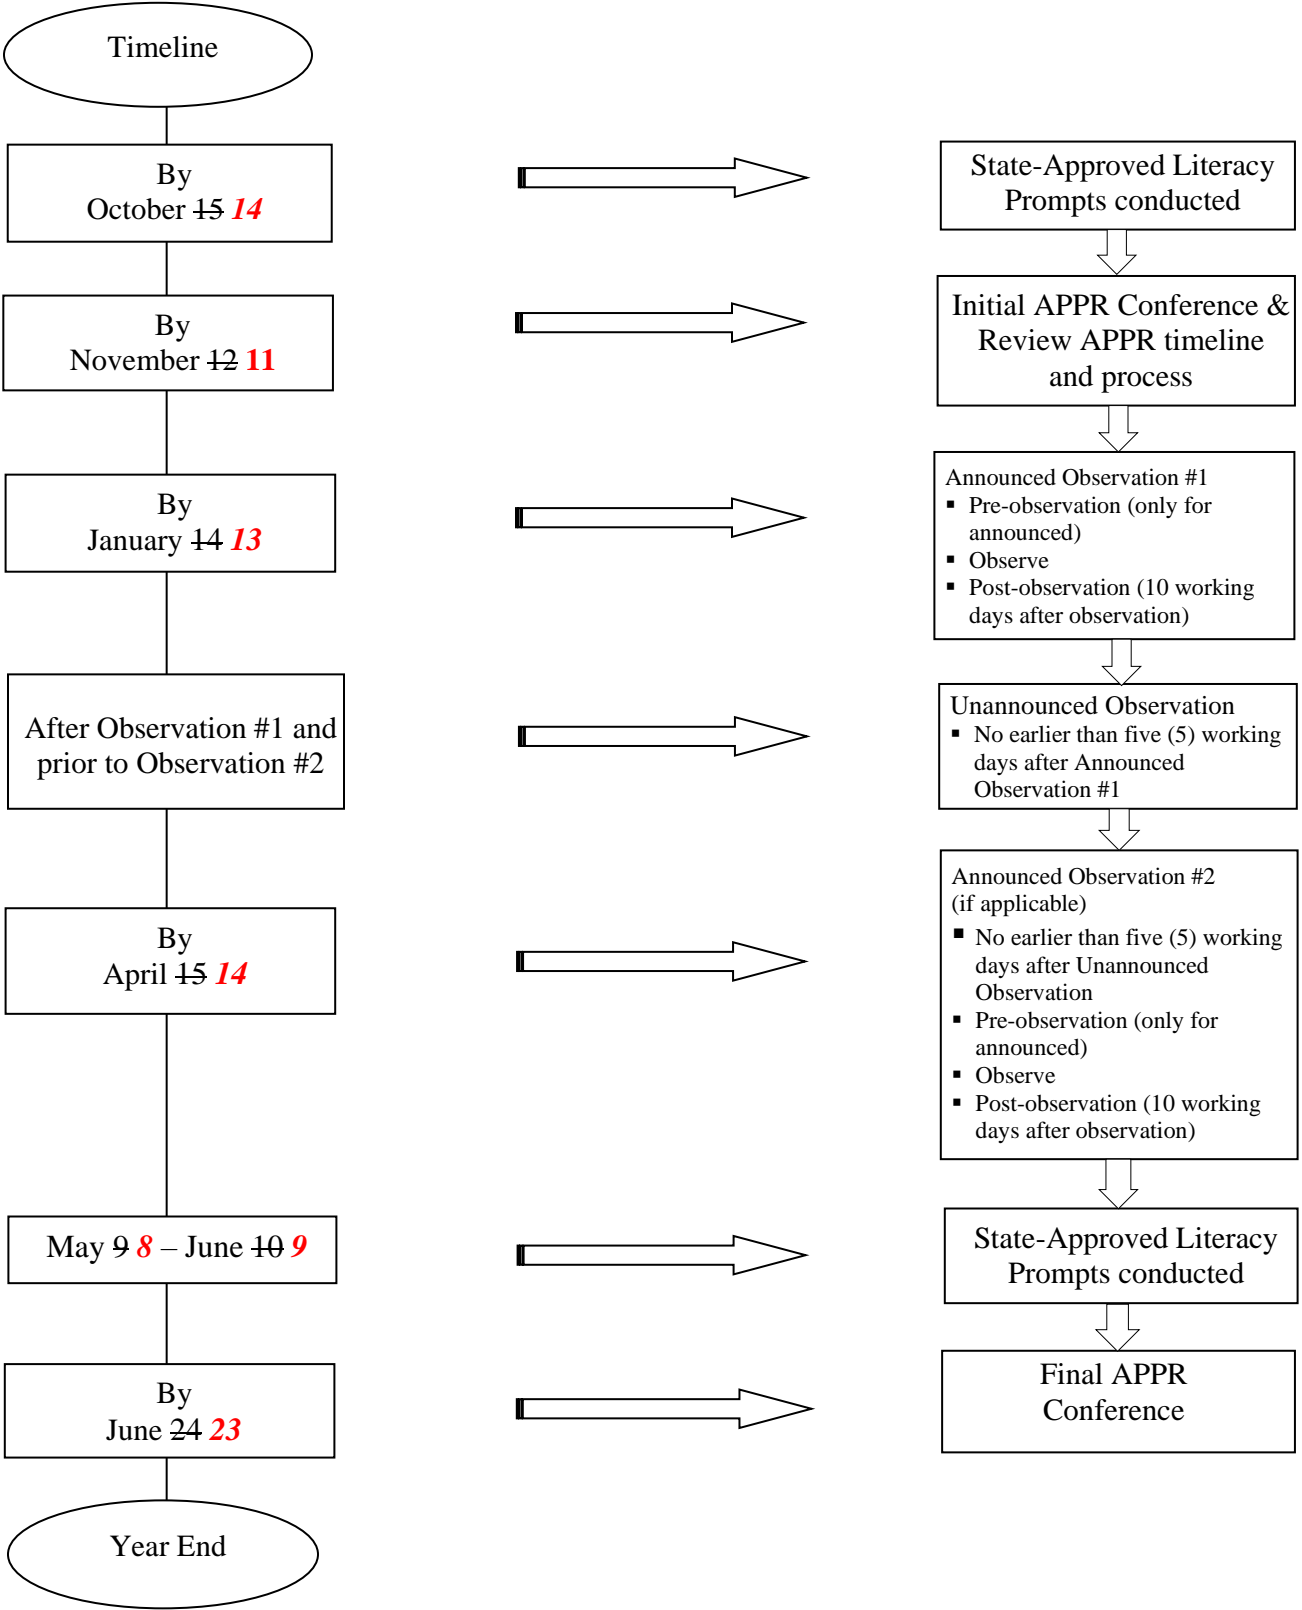 Timeline
By
October 15 14
State-Approved Literacy
Prompts conducted
By
November 12 11
Initial APPR Conference &
Review APPR timeline
and process
By
January 14 13
Announced Observation #1
▪ Pre-observation (only for
announced)
▪ Observe
▪ Post-observation (10 working
days after observation)
After Observation #1 and
prior to Observation #2
Unannounced Observation
▪ No earlier than five (5) working
days after Announced
Observation #1
By
April 15 14
Announced Observation #2
(if applicable)
▪ No earlier than five (5) working
days after Unannounced
Observation
▪ Pre-observation (only for
announced)
▪ Observe
▪ Post-observation (10 working
days after observation)
May 9 8 – June 10 9
State-Approved Literacy
Prompts conducted
By
June 24 23
Final APPR
Conference
Year End